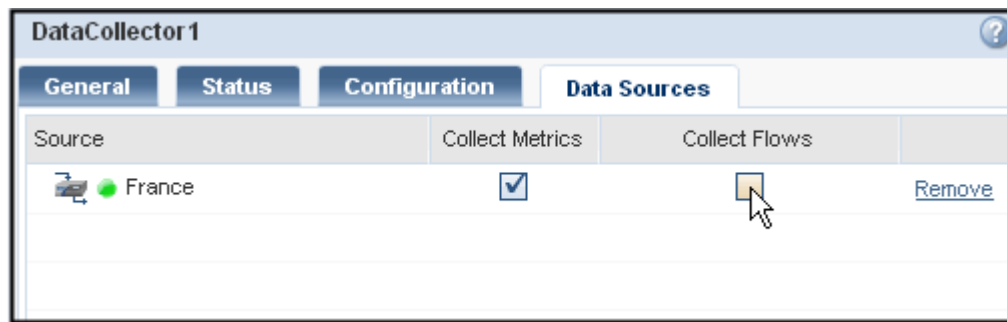 DataCollector1
General Status Configuration Data Sources
Source Collect Metrics Collect Flows
France Remove